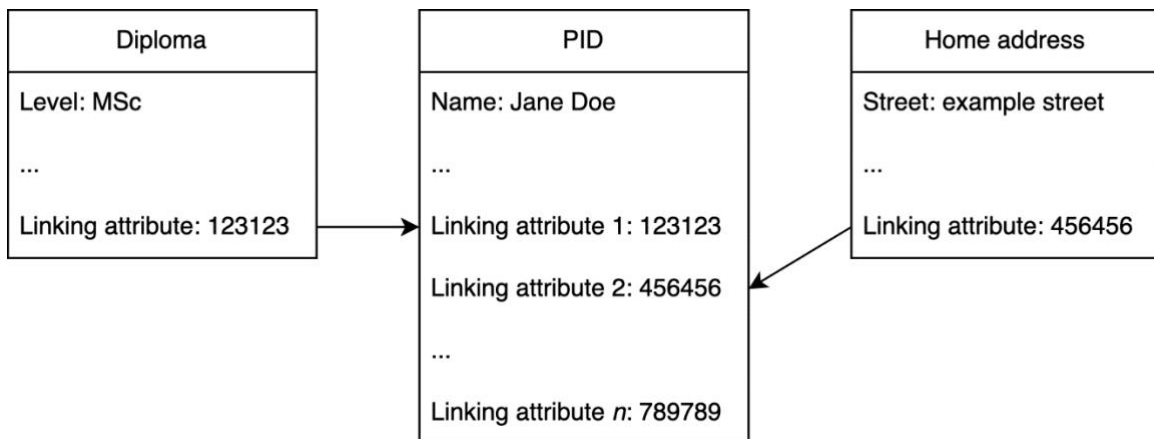 Diploma
Level: MSc
...
Linking attribute: 123123
PID
Name: Jane Doe
...
Linking attribute 1: 123123
Linking attribute 2: 456456
...
Linking attribute n: 789789
Home address
Street: example street
...
Linking attribute: 456456